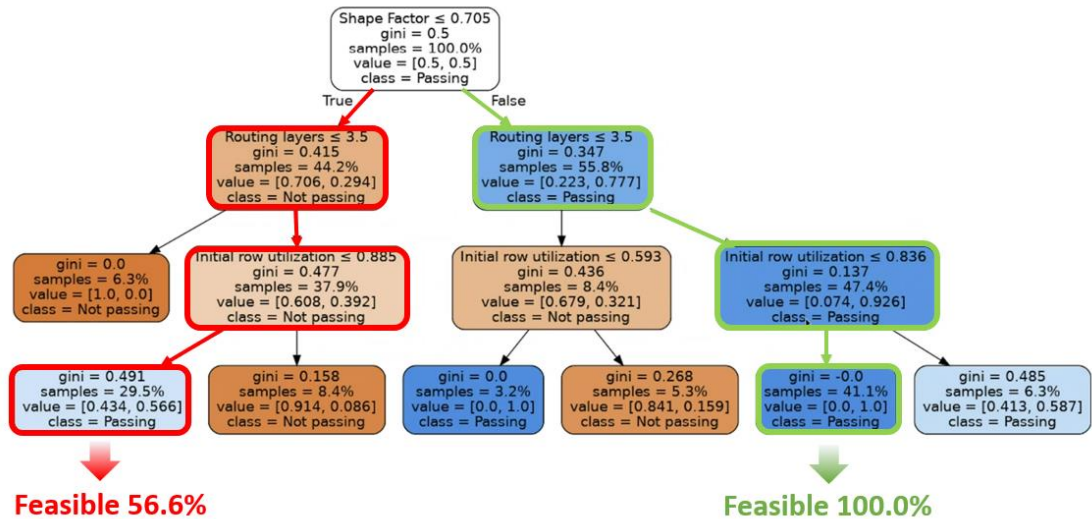 Shape Factor ≤ 0.705
gini = 0.5
samples = 100.0%
value = [0.5, 0.5]
class = Passing
True
False
Routing layers ≤ 3.5
gini = 0.415
samples = 44.2%
value = [0.706, 0.294]
class = Not passing
Routing layers ≤ 3.5
gini = 0.347
samples = 55.8%
value = [0.223, 0.777]
class = Passing
gini = 0.0
samples = 6.3%
value = [1.0, 0.0]
class = Not passing
Initial row utilization ≤ 0.885
gini = 0.477
samples = 37.9%
value = [0.608, 0.392]
class = Not passing
Initial row utilization ≤ 0.593
gini = 0.436
samples = 8.4%
value = [0.679, 0.321]
class = Not passing
Initial row utilization ≤ 0.836
gini = 0.137
samples = 47.4%
value = [0.074, 0.926]
class = Passing
gini = 0.491
samples = 29.5%
value = [0.434, 0.566]
class = Passing
gini = 0.158
samples = 8.4%
value = [0.914, 0.086]
class = Not passing
gini = 0.0
samples = 3.2%
value = [0.0, 1.0]
class = Passing
gini = 0.268
samples = 5.3%
value = [0.841, 0.159]
class = Not passing
gini = -0.0
samples = 41.1%
value = [0.0, 1.0]
class = Passing
gini = 0.485
samples = 6.3%
value = [0.413, 0.587]
class = Passing
Feasible 56.6%
Feasible 100.0%